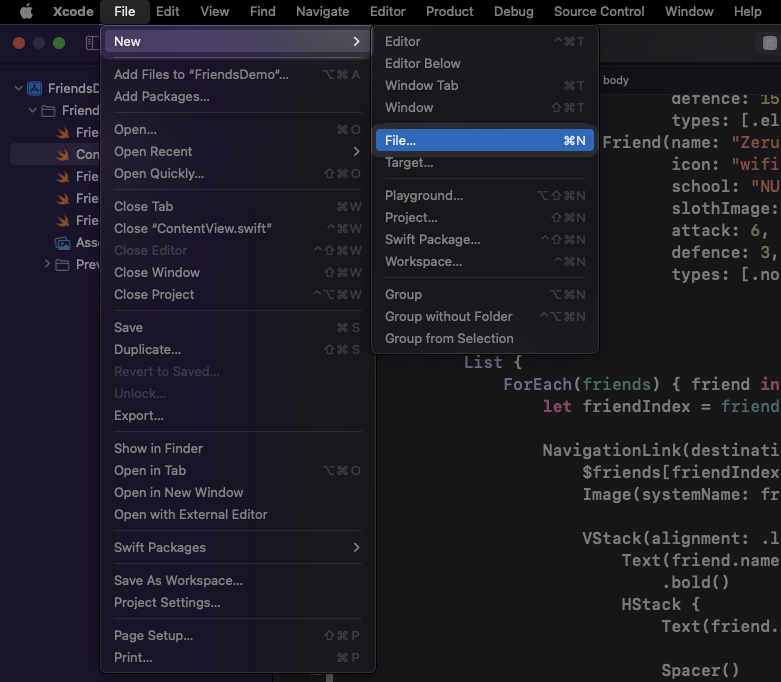 Xcode File Edit View Find Navigate Editor Product Debug Source Control Window Help
New
Add Files to “FriendsDemo”... ⌥⌘A
Add Packages...
Open... ⌘O
Open Recent
Open Quickly... ⇧⌘O
Close Tab ⌘W
Close “ContentView.swift” ^⌘W
Close Editor ^⇧⌘W
Close Window ⇧⌘W
Close Project ^⌥⌘W
Save ⌘S
Duplicate... ⇧⌘S
Revert to Saved...
Unlock...
Export...
Show in Finder
Open in Tab ⌥⌘O
Open in New Window
Open with External Editor
Swift Packages
Save As Workspace...
Project Settings...
Page Setup... ⇧⌘P
Print... ⌘P
Editor ^⌘T
Editor Below
Window Tab ⌘T
Window ⇧⌘T
File... ⌘N
Target...
Playground... ⌥⇧⌘N
Project... ⇧⌘N
Swift Package... ^⇧⌘N
Workspace... ^⌘N
Group ⌥⌘N
Group without Folder ^⌥⌘N
Group from Selection
FriendsD
Friend
Frie
Con
Frie
Frie
Frie
Asse
Prev
body
defence: 15
types: [.el
Friend(name: "Zeru
icon: "wifi
school: "NU
slothImage:
attack: 6,
defence: 3,
types: [.no
List {
ForEach(friends) { friend in
let friendIndex = friend
NavigationLink(destinati
$friends[friendIndex
Image(systemName: fr
VStack(alignment: .l
Text(friend.name
.bold()
HStack {
Text(friend.
Spacer()